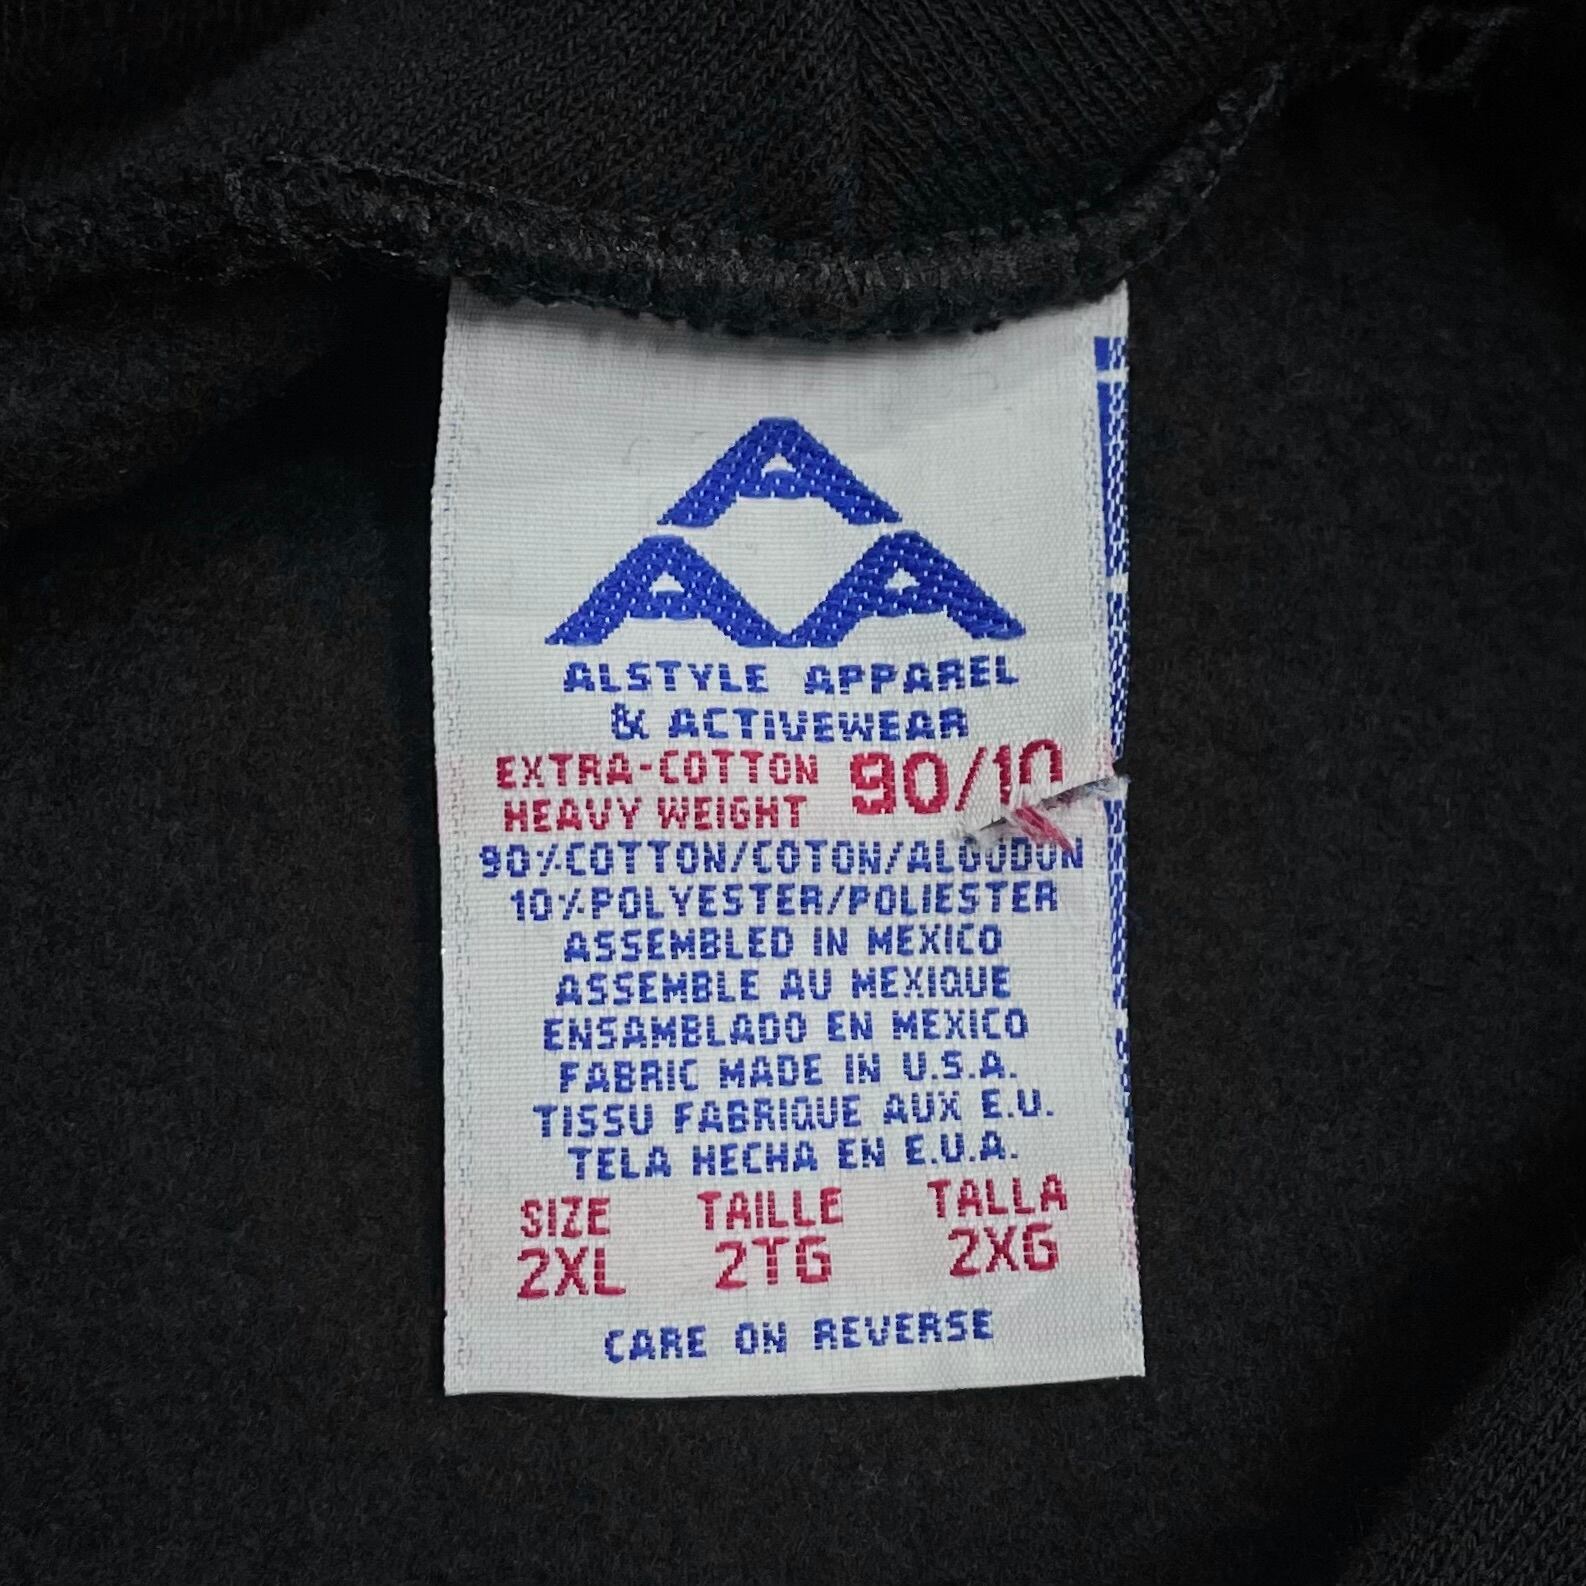 AAA
ALSTYLE APPAREL
& ACTIVEWEAR
EXTRA-COTTON 90/10
HEAVY WEIGHT
90%COTTON/COTON/ALGODON
10%POLYESTER/POLIESTER
ASSEMBLED IN MEXICO
ASSEMBLE AU MEXIQUE
ENSAMBLADO EN MEXICO
FABRIC MADE IN U.S.A.
TISSU FABRIQUE AUX E.U.
TELA HECHA EN E.U.A.
SIZE TAILLE TALLA
2XL 2TG 2XG
CARE ON REVERSE